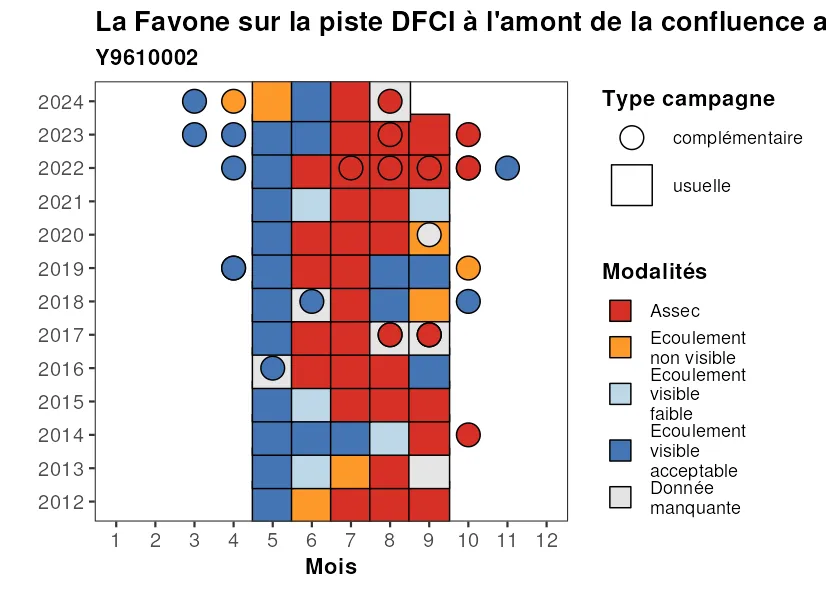 La Favone sur la piste DFCI à l'amont de la confluence a
Y9610002
2024
2023
2022
2021
2020
2019
2018
2017
2016
2015
2014
2013
2012
1 2 3 4 5 6 7 8 9 10 11 12
Mois
Type campagne
complémentaire
usuelle
Modalités
Assec
Ecoulement
non visible
Ecoulement
visible
faible
Ecoulement
visible
acceptable
Donnée
manquante